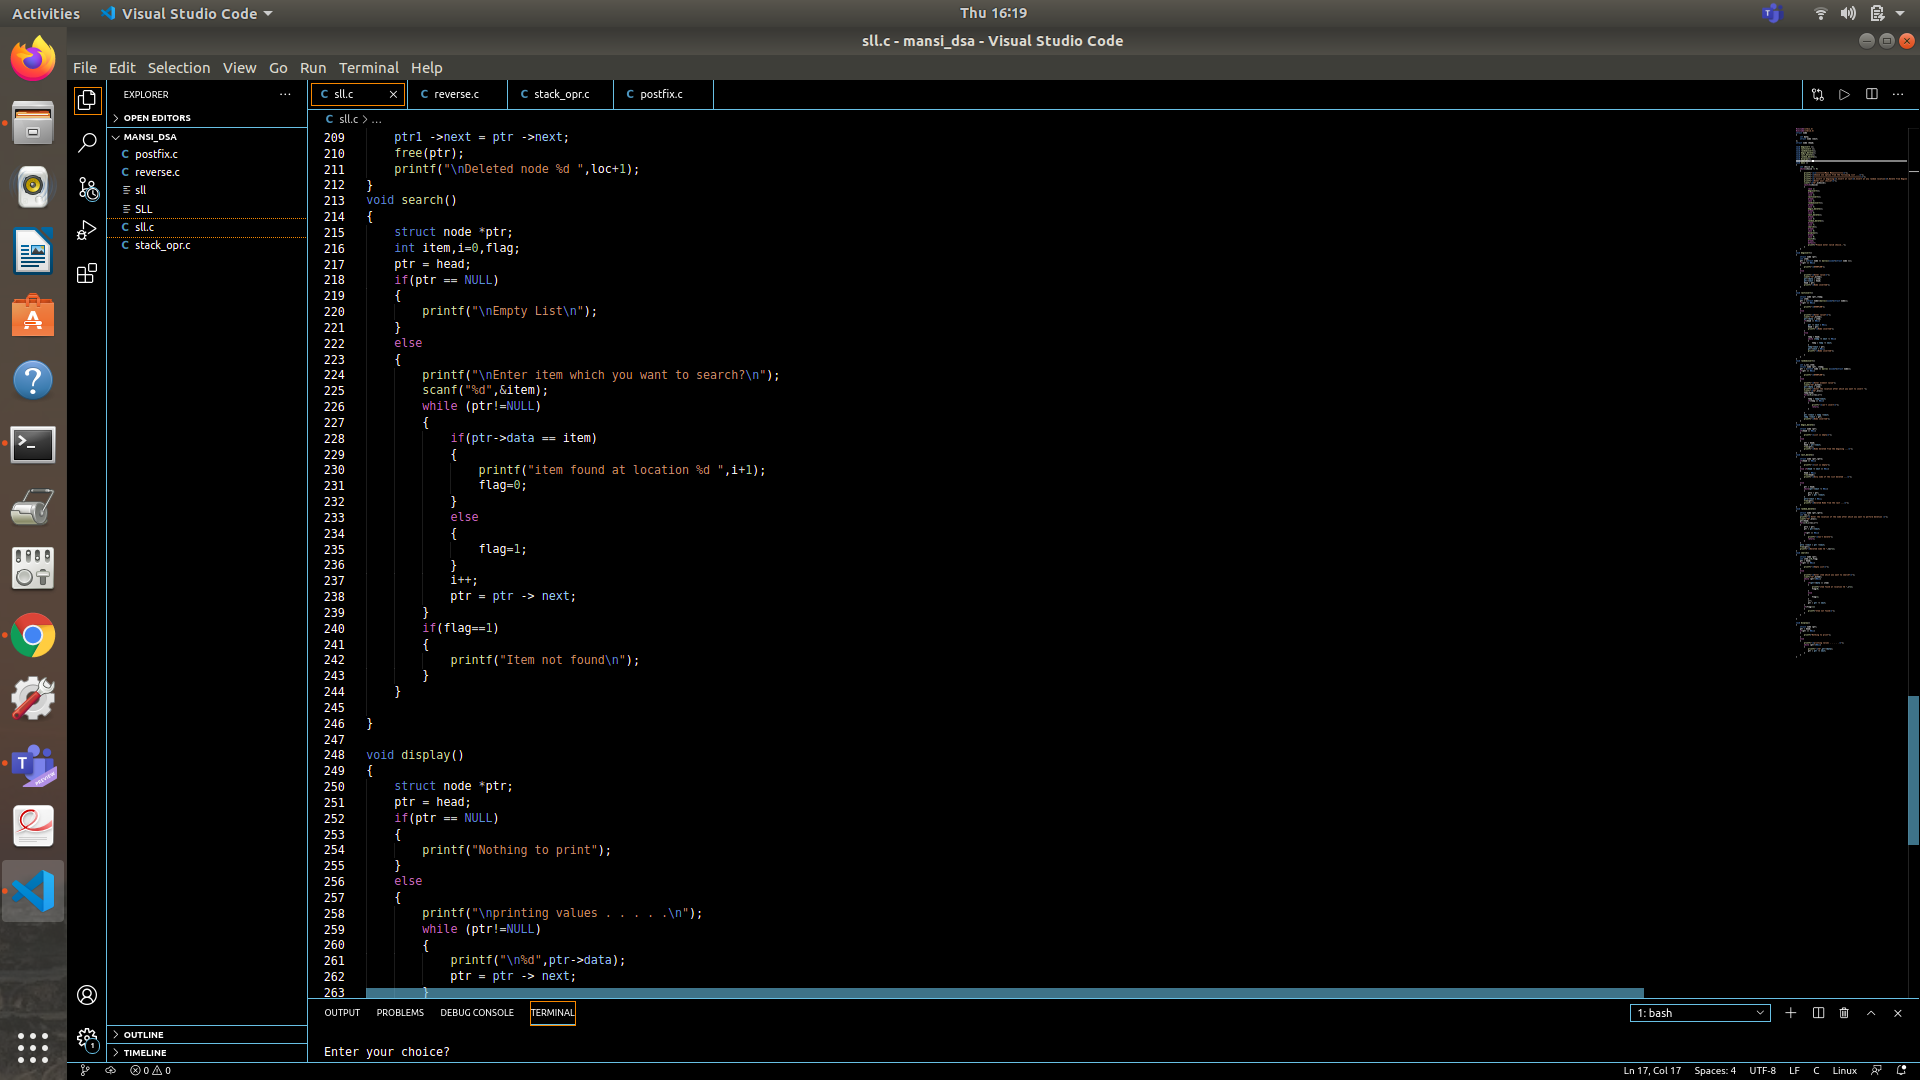 Activities Visual Studio Code Thu 16:19
sll.c - mansi_dsa - Visual Studio Code
File Edit Selection View Go Run Terminal Help
EXPLORER
OPEN EDITORS
MANSI_DSA
postfix.c
reverse.c
sll
SLL
sll.c
stack_opr.c
OUTLINE
TIMELINE
sll.c reverse.c stack_opr.c postfix.c
sll.c > ...
209 ptr1 ->next = ptr ->next;
210 free(ptr);
211 printf("\nDeleted node %d ",loc+1);
212 }
213 void search()
214 {
215 struct node *ptr;
216 int item,i=0,flag;
217 ptr = head;
218 if(ptr == NULL)
219 {
220 printf("\nEmpty List\n");
221 }
222 else
223 {
224 printf("\nEnter item which you want to search?\n");
225 scanf("%d",&item);
226 while (ptr!=NULL)
227 {
228 if(ptr->data == item)
229 {
230 printf("item found at location %d ",i+1);
231 flag=0;
232 }
233 else
234 {
235 flag=1;
236 }
237 i++;
238 ptr = ptr -> next;
239 }
240 if(flag==1)
241 {
242 printf("Item not found\n");
243 }
244 }
245
246 }
247
248 void display()
249 {
250 struct node *ptr;
251 ptr = head;
252 if(ptr == NULL)
253 {
254 printf("Nothing to print");
255 }
256 else
257 {
258 printf("\nprinting values . . . . .\n");
259 while (ptr!=NULL)
260 {
261 printf("\n%d",ptr->data);
262 ptr = ptr -> next;
263 }
OUTPUT PROBLEMS DEBUG CONSOLE TERMINAL 1: bash
Enter your choice?
0 0 Ln 17, Col 17 Spaces: 4 UTF-8 LF C Linux